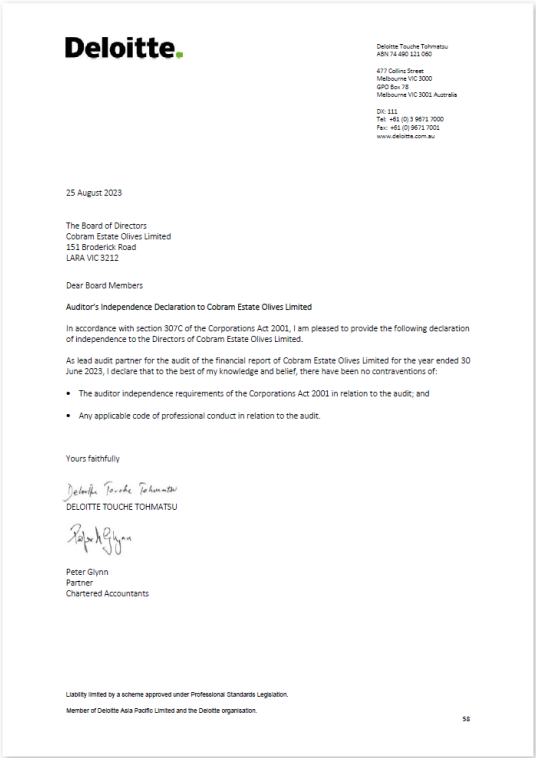 Deloitte.
Deloitte Touche Tohmatsu
ABN 74 490 121 060
477 Collins Street
Melbourne VIC 3000
GPO Box 78
Melbourne VIC 3001 Australia
DX: 111
Tel: +61 (0) 3 9671 7000
Fax: +61 (0) 9671 7001
www.deloitte.com.au
25 August 2023
The Board of Directors
Cobram Estate Olives Limited
151 Broderick Road
LARA VIC 3212
Dear Board Members
Auditor's Independence Declaration to Cobram Estate Olives Limited
In accordance with section 307C of the Corporations Act 2001, I am pleased to provide the following declaration
of independence to the Directors of Cobram Estate Olives Limited.
As lead audit partner for the audit of the financial report of Cobram Estate Olives Limited for the year ended 30
June 2023, I declare that to the best of my knowledge and belief, there have been no contraventions of:
• The auditor independence requirements of the Corporations Act 2001 in relation to the audit; and
• Any applicable code of professional conduct in relation to the audit.
Yours faithfully
Deloitte Touche Tohmatsu
DELOITTE TOUCHE TOHMATSU
Peter Glynn
Partner
Chartered Accountants
Liability limited by a scheme approved under Professional Standards Legislation.
Member of Deloitte Asia Pacific Limited and the Deloitte organisation.
58